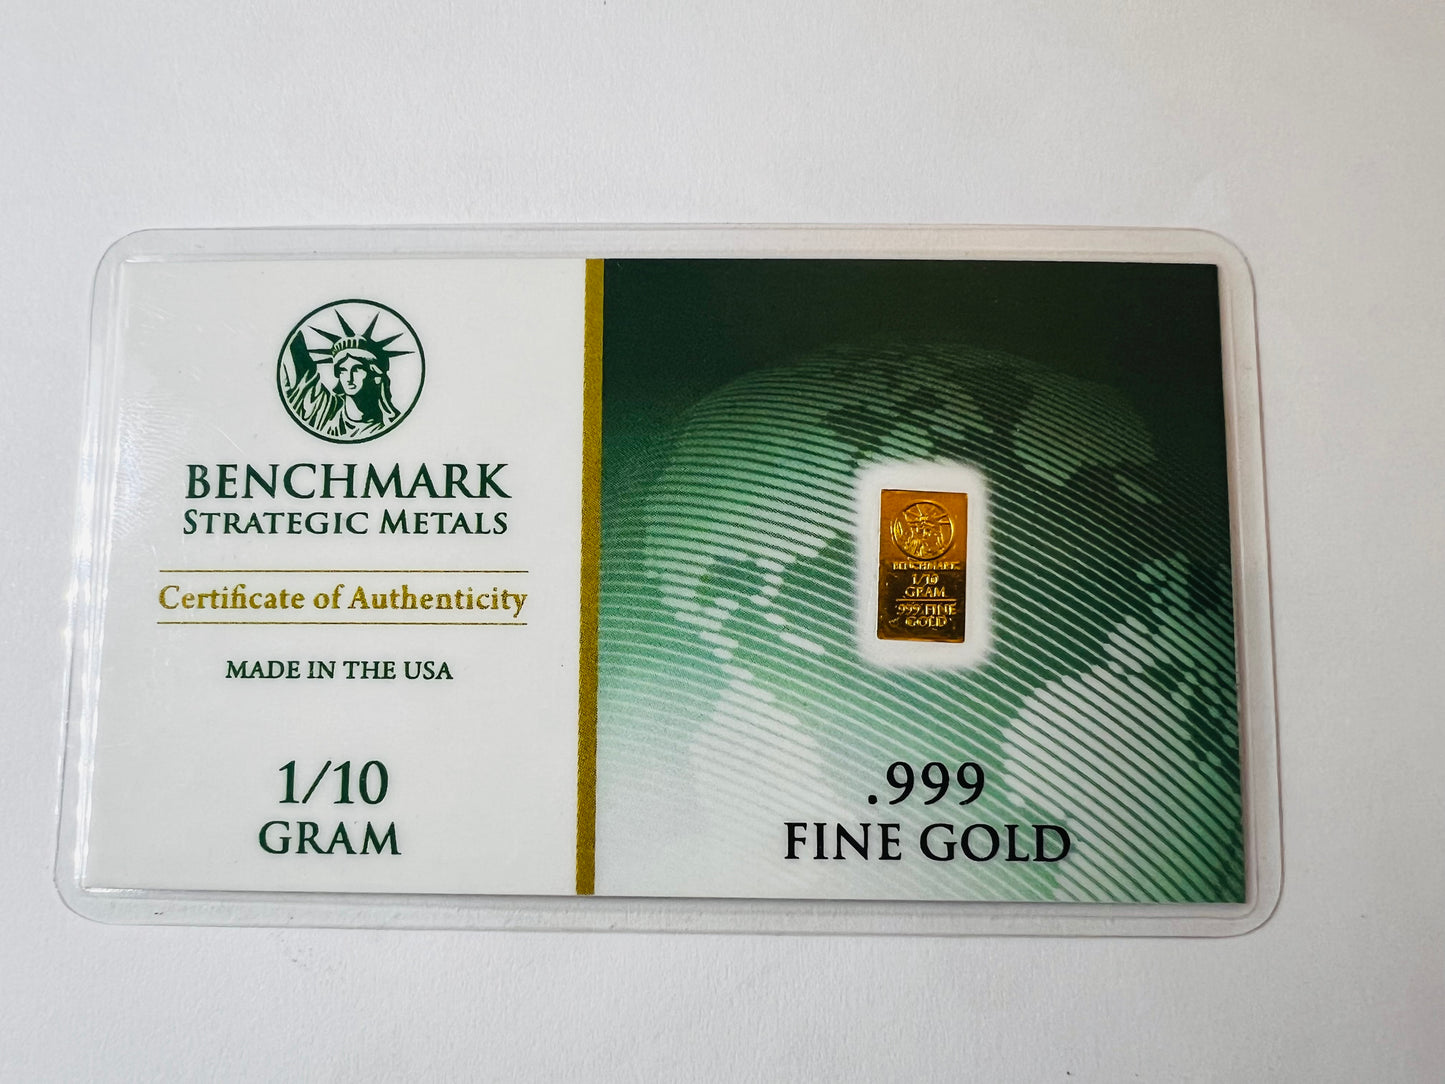 BENCHMARK
STRATEGIC METALS
Certificate of Authenticity
MADE IN THE USA
1/10
GRAM
BENCHMARK
1/10
GRAM
999 FINE
GOLD
.999
FINE GOLD